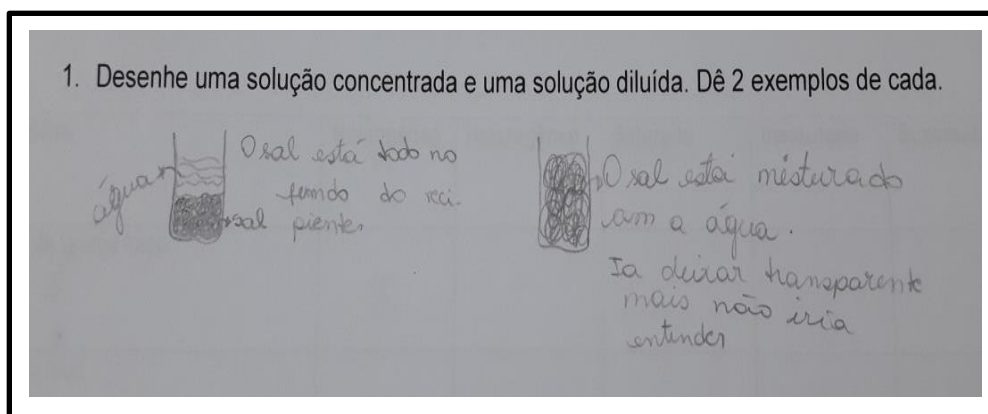 1. Desenhe uma solução concentrada e uma solução diluída. Dê 2 exemplos de cada.
água
O sal está todo no
fundo do reci-
piente.
sal
O sal está misturado
com a água.
Ia deixar transparente
mais não iria
entender